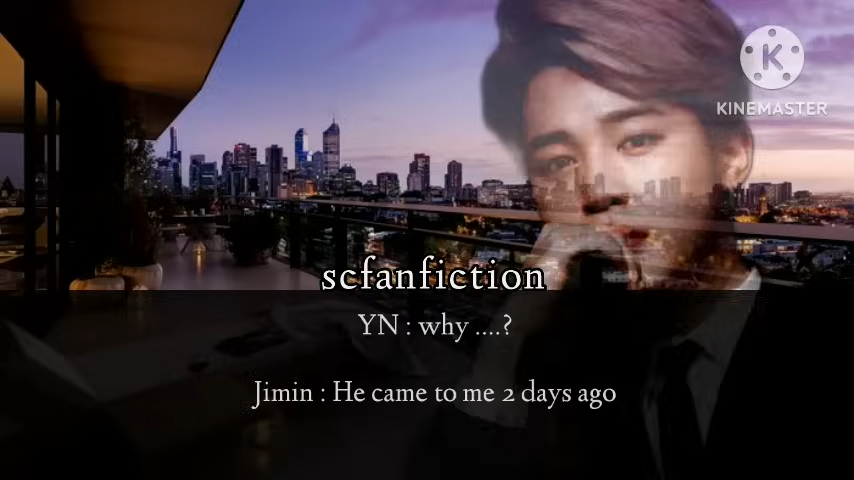 KINEMASTER
scfanfiction
YN : why ....?
Jimin : He came to me 2 days ago